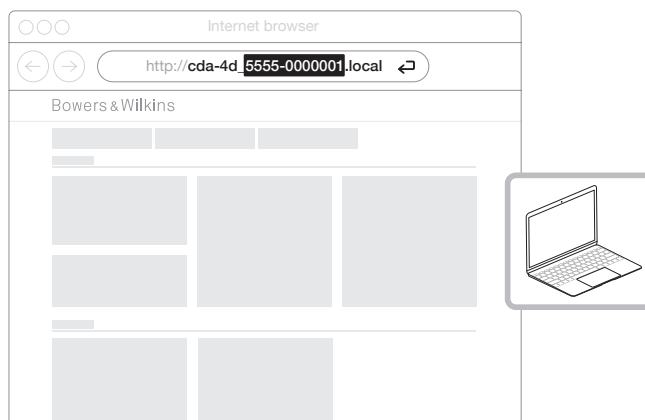 Internet browser
http://cda-4d_5555-0000001.local
Bowers & Wilkins